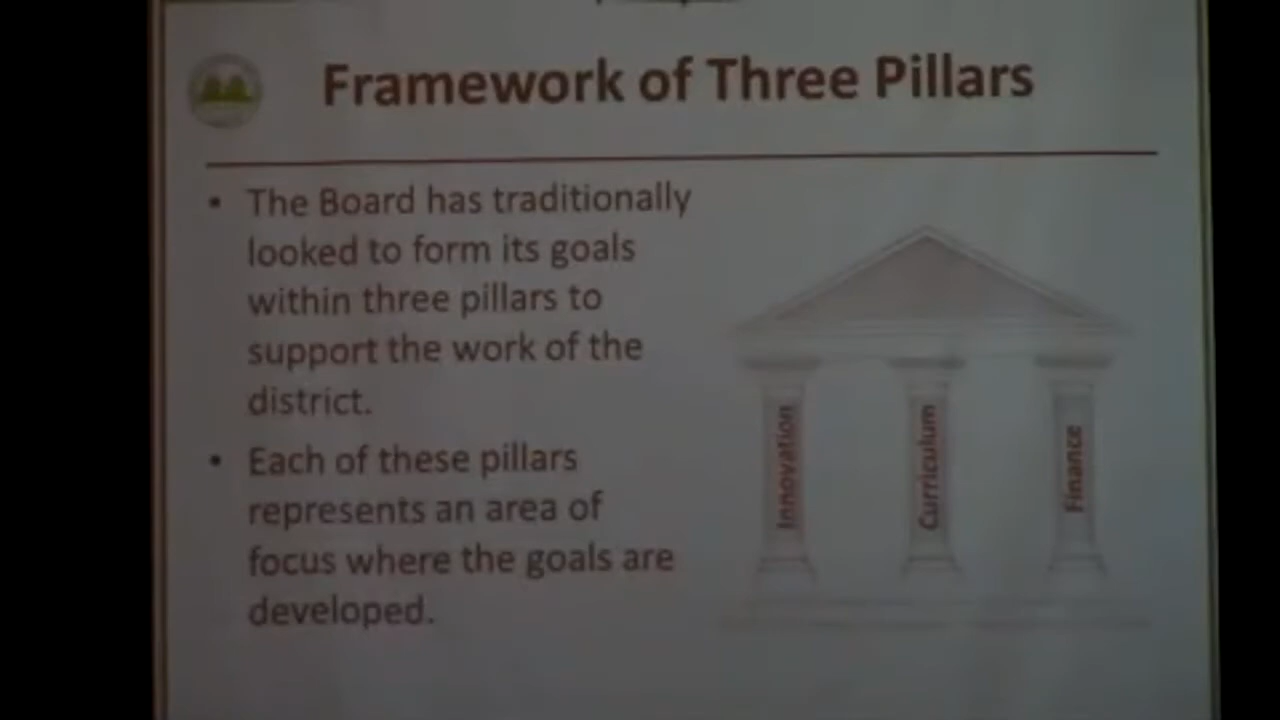 Framework of Three Pillars
• The Board has traditionally
looked to form its goals
within three pillars to
support the work of the
district.
• Each of these pillars
represents an area of
focus where the goals are
developed.
Innovation
Curriculum
Finance